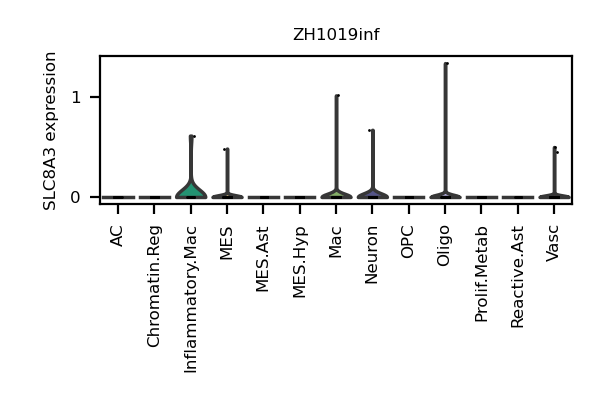 ZH1019inf
SLC8A3 expression
1
0
AC
Chromatin.Reg
Inflammatory.Mac
MES
MES.Ast
MES.Hyp
Mac
Neuron
OPC
Oligo
Prolif.Metab
Reactive.Ast
Vasc